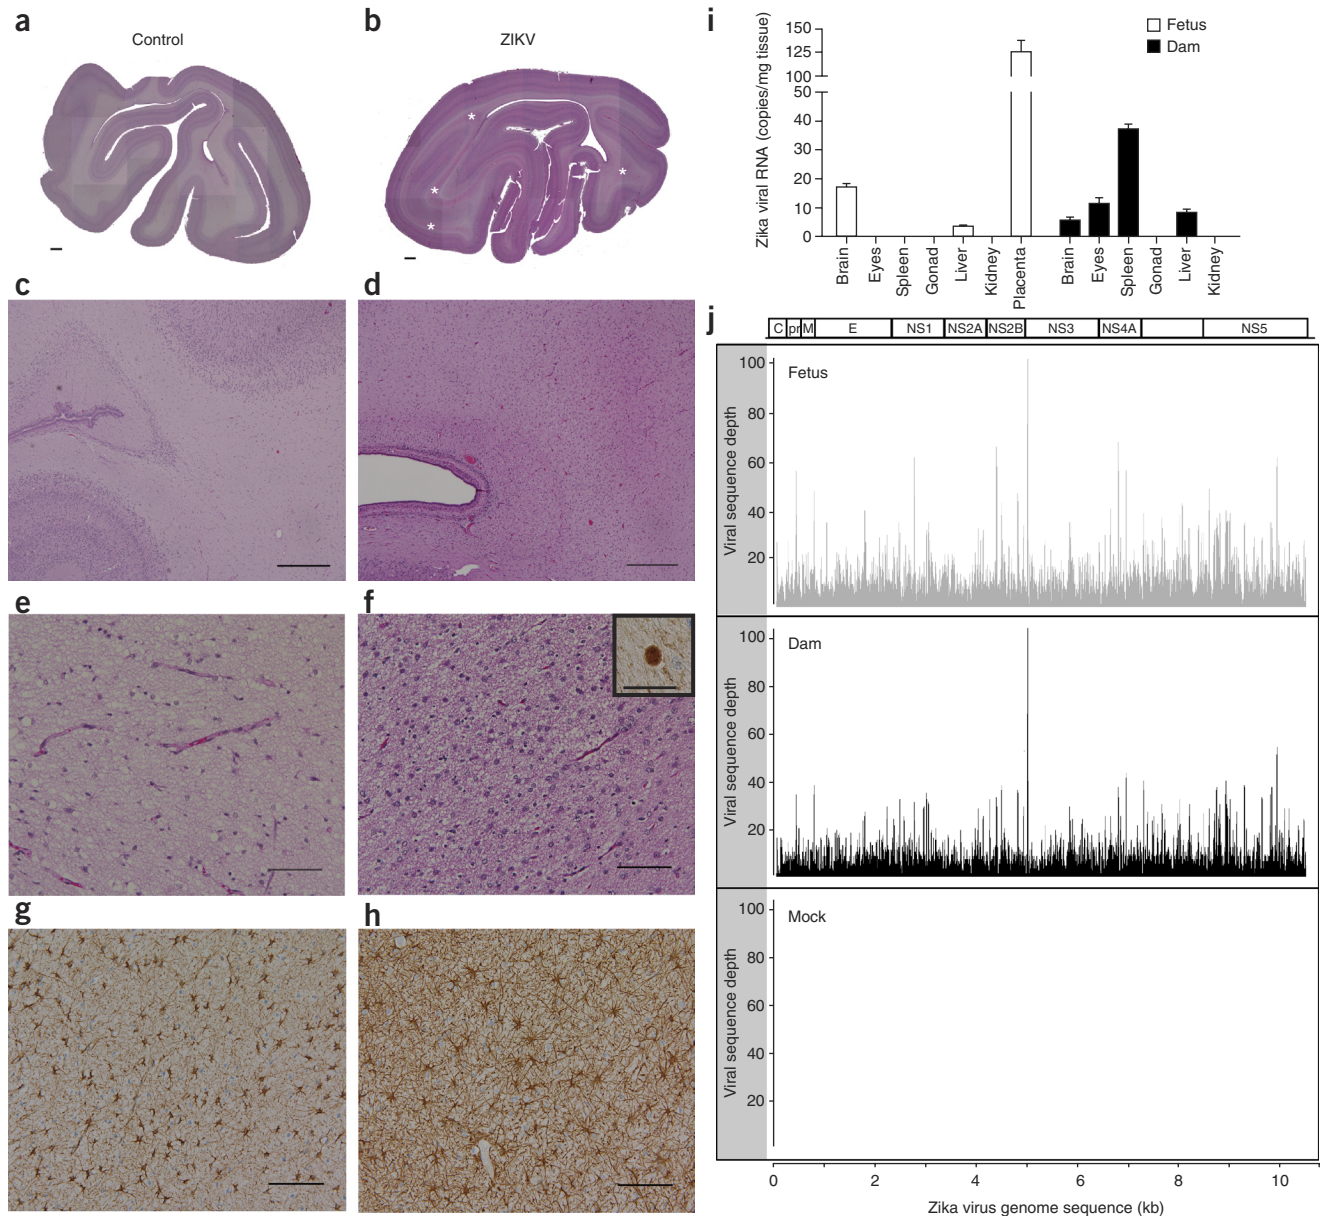 a
Control
b
ZIKV
*
*
*
*
c
d
e
f
g
h
i
Fetus
Dam
Zika viral RNA (copies/mg tissue)
150
125
100
50
40
30
20
10
0
Brain
Eyes
Spleen
Gonad
Liver
Kidney
Placenta
Brain
Eyes
Spleen
Gonad
Liver
Kidney
j
C pr M E NS1 NS2A NS2B NS3 NS4A NS5
Fetus
Viral sequence depth
100
80
60
40
20
Dam
Viral sequence depth
100
80
60
40
20
Mock
Viral sequence depth
100
80
60
40
20
0 2 4 6 8 10
Zika virus genome sequence (kb)